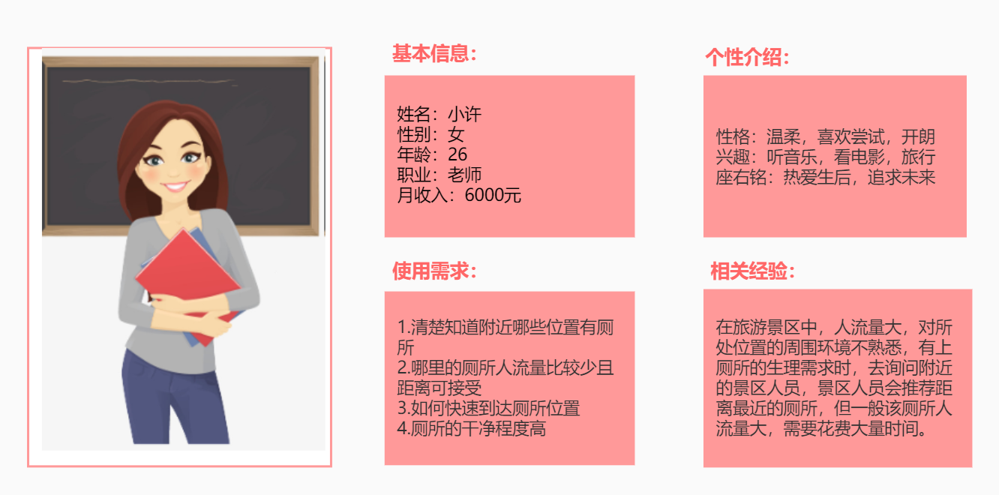 基本信息：
姓名：小许
性别：女
年龄：26
职业：老师
月收入：6000元
个性介绍：
性格：温柔，喜欢尝试，开朗
兴趣：听音乐，看电影，旅行
座右铭：热爱生后，追求未来
使用需求：
1.清楚知道附近哪些位置有厕
所
2.哪里的厕所人流量比较少且
距离可接受
3.如何快速到达厕所位置
4.厕所的干净程度高
相关经验：
在旅游景区中，人流量大，对所
处位置的周围环境不熟悉，有上
厕所的生理需求时，去询问附近
的景区人员，景区人员会推荐距
离最近的厕所，但一般该厕所人
流量大，需要花费大量时间。